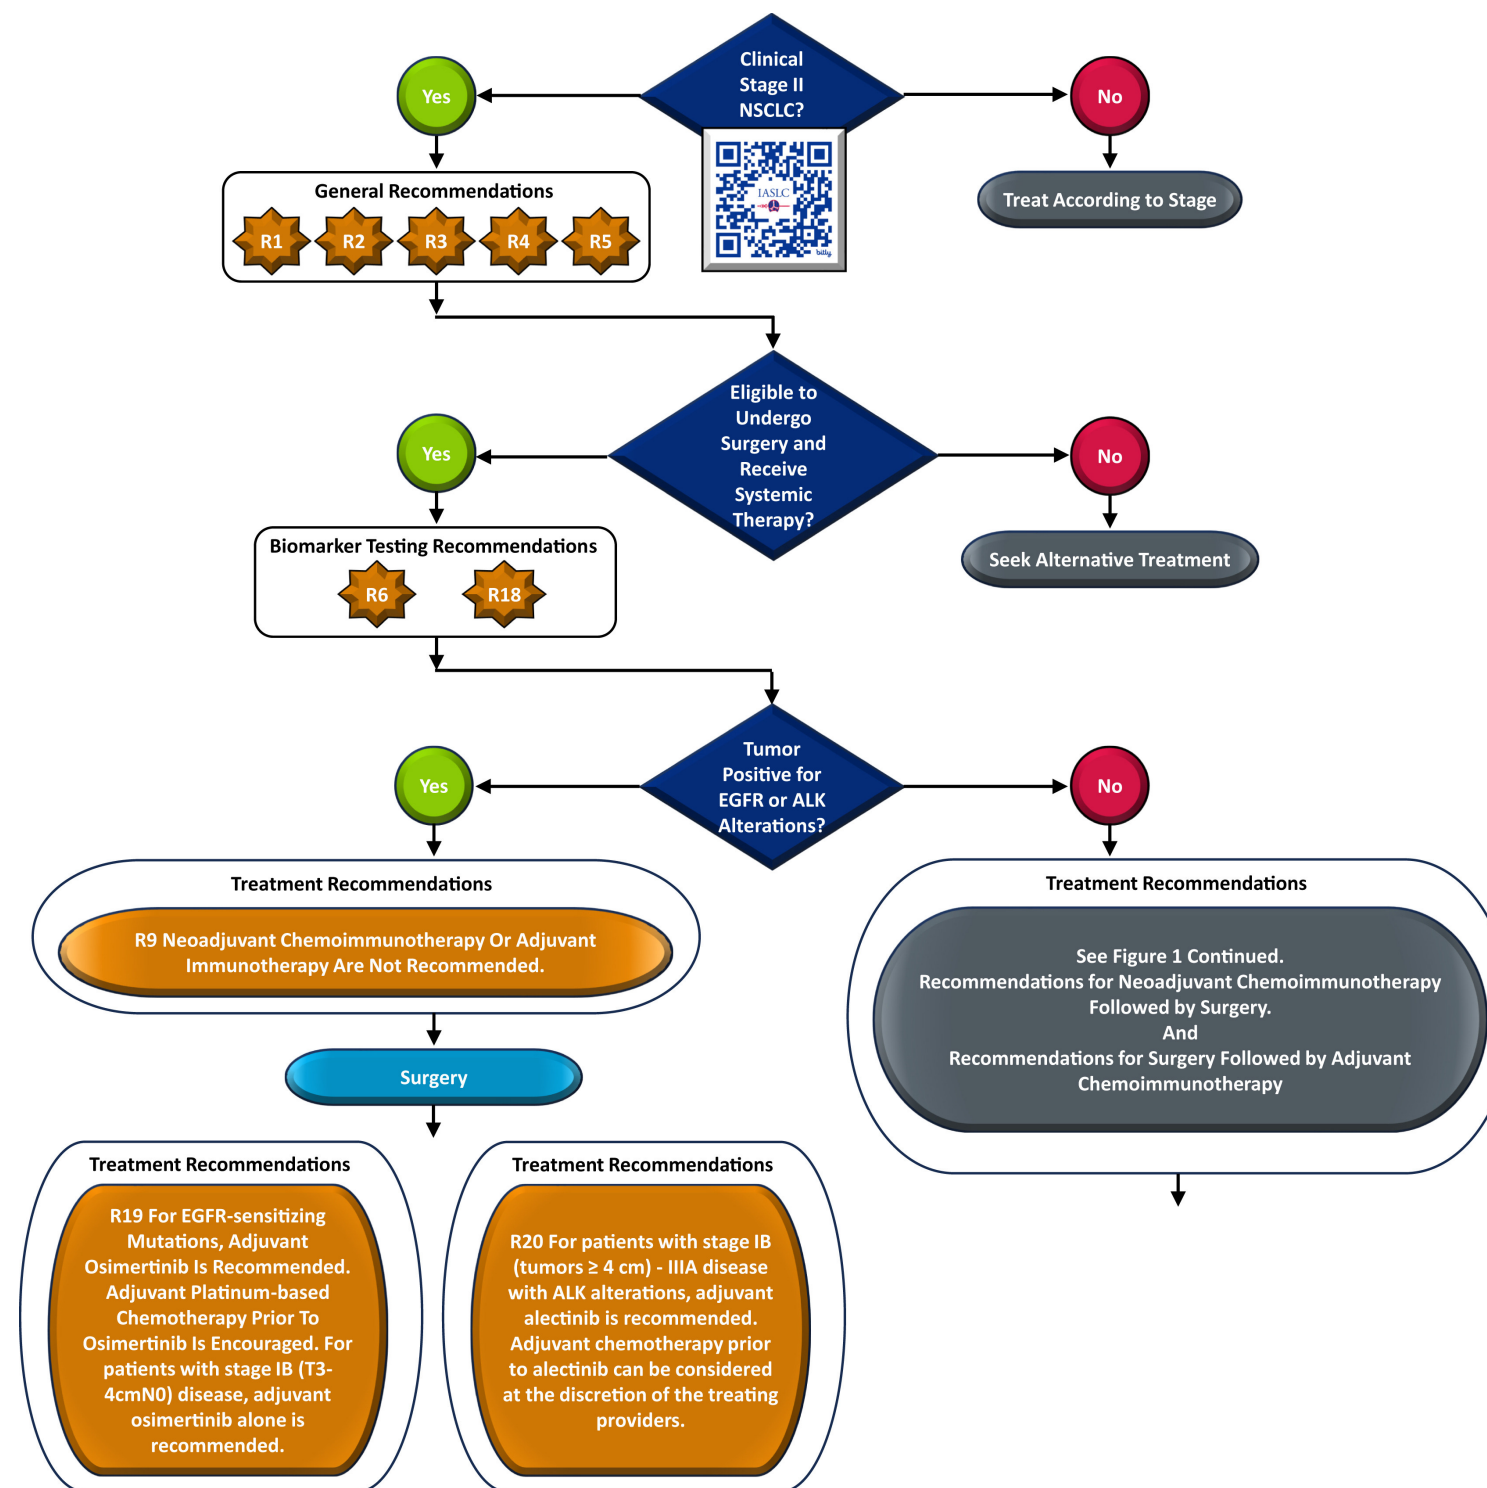 Clinical
Stage II
NSCLC?
Yes
No
IASLC
bitly
General Recommendations
R1
R2
R3
R4
R5
Treat According to Stage
Eligible to
Undergo
Surgery and
Receive
Systemic
Therapy?
Yes
No
Biomarker Testing Recommendations
R6
R18
Seek Alternative Treatment
Tumor
Positive for
EGFR or ALK
Alterations?
Yes
No
Treatment Recommendations
R9 Neoadjuvant Chemoimmunotherapy Or Adjuvant
Immunotherapy Are Not Recommended.
Treatment Recommendations
See Figure 1 Continued.
Recommendations for Neoadjuvant Chemoimmunotherapy
Followed by Surgery.
And
Recommendations for Surgery Followed by Adjuvant
Chemoimmunotherapy
Surgery
Treatment Recommendations
R19 For EGFR-sensitizing
Mutations, Adjuvant
Osimertinib Is Recommended.
Adjuvant Platinum-based
Chemotherapy Prior To
Osimertinib Is Encouraged. For
patients with stage IB (T3-
4cmN0) disease, adjuvant
osimertinib alone is
recommended.
Treatment Recommendations
R20 For patients with stage IB
(tumors ≥ 4 cm) - IIIA disease
with ALK alterations, adjuvant
alectinib is recommended.
Adjuvant chemotherapy prior
to alectinib can be considered
at the discretion of the treating
providers.